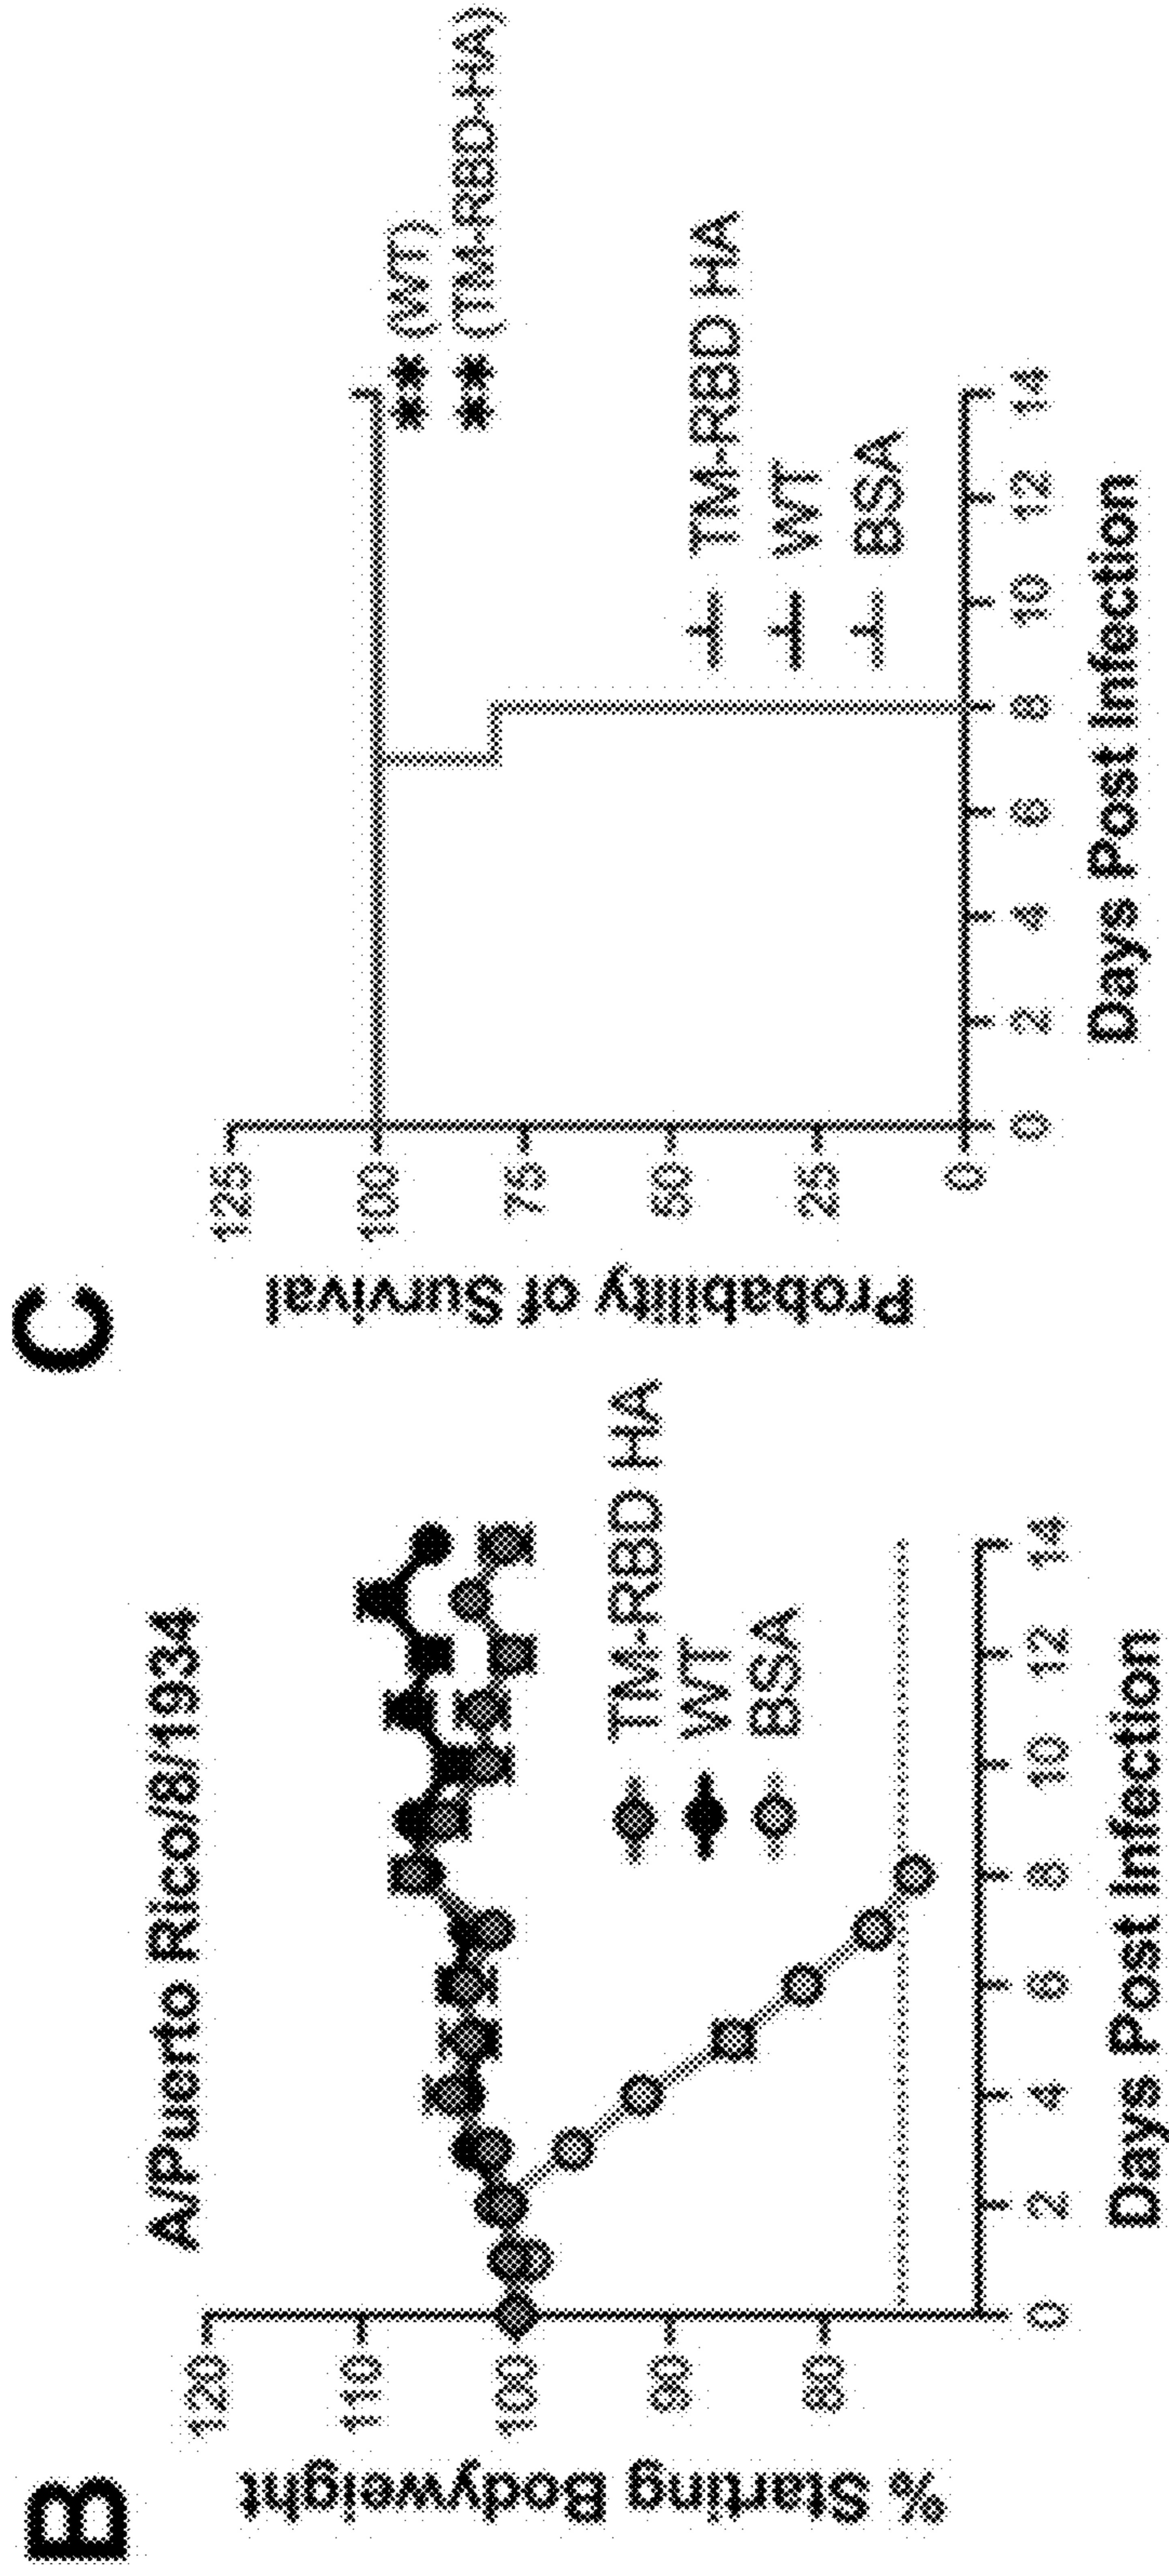 B
A/Puerto Rico/8/1934
% Starting Bodyweight
120
110
100
90
80
0 2 4 6 8 10 12 14
Days Post Infection
TM-RBD HA
WT
BSA
C
Probability of Survival
125
100
75
50
25
0
0 2 4 6 8 10 12 14
Days Post Infection
** (WT)
** (TM-RBD-HA)
TM-RBD HA
WT
BSA